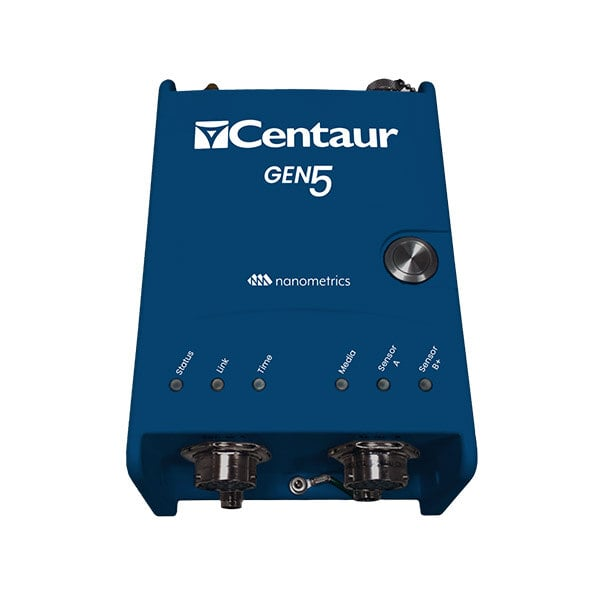 Centaur
GEN5
nanometrics
Status
Link
Time
Media
Sensor A
Sensor B+